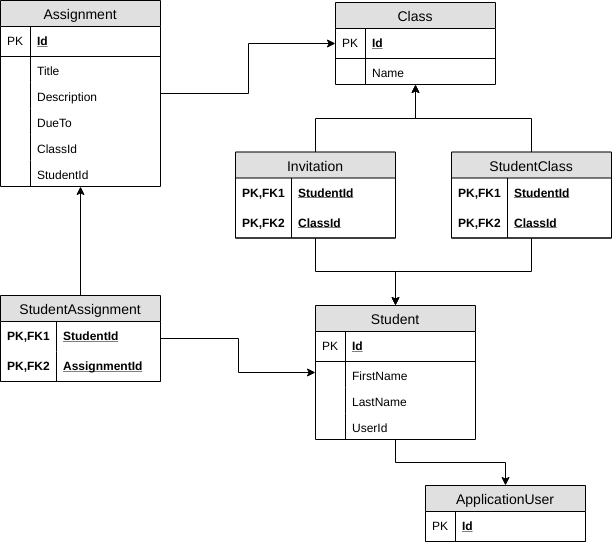 Assignment
PK Id
Title
Description
DueTo
ClassId
StudentId
Class
PK Id
Name
Invitation
PK,FK1 StudentId
PK,FK2 ClassId
StudentClass
PK,FK1 StudentId
PK,FK2 ClassId
StudentAssignment
PK,FK1 StudentId
PK,FK2 AssignmentId
Student
PK Id
FirstName
LastName
UserId
ApplicationUser
PK Id